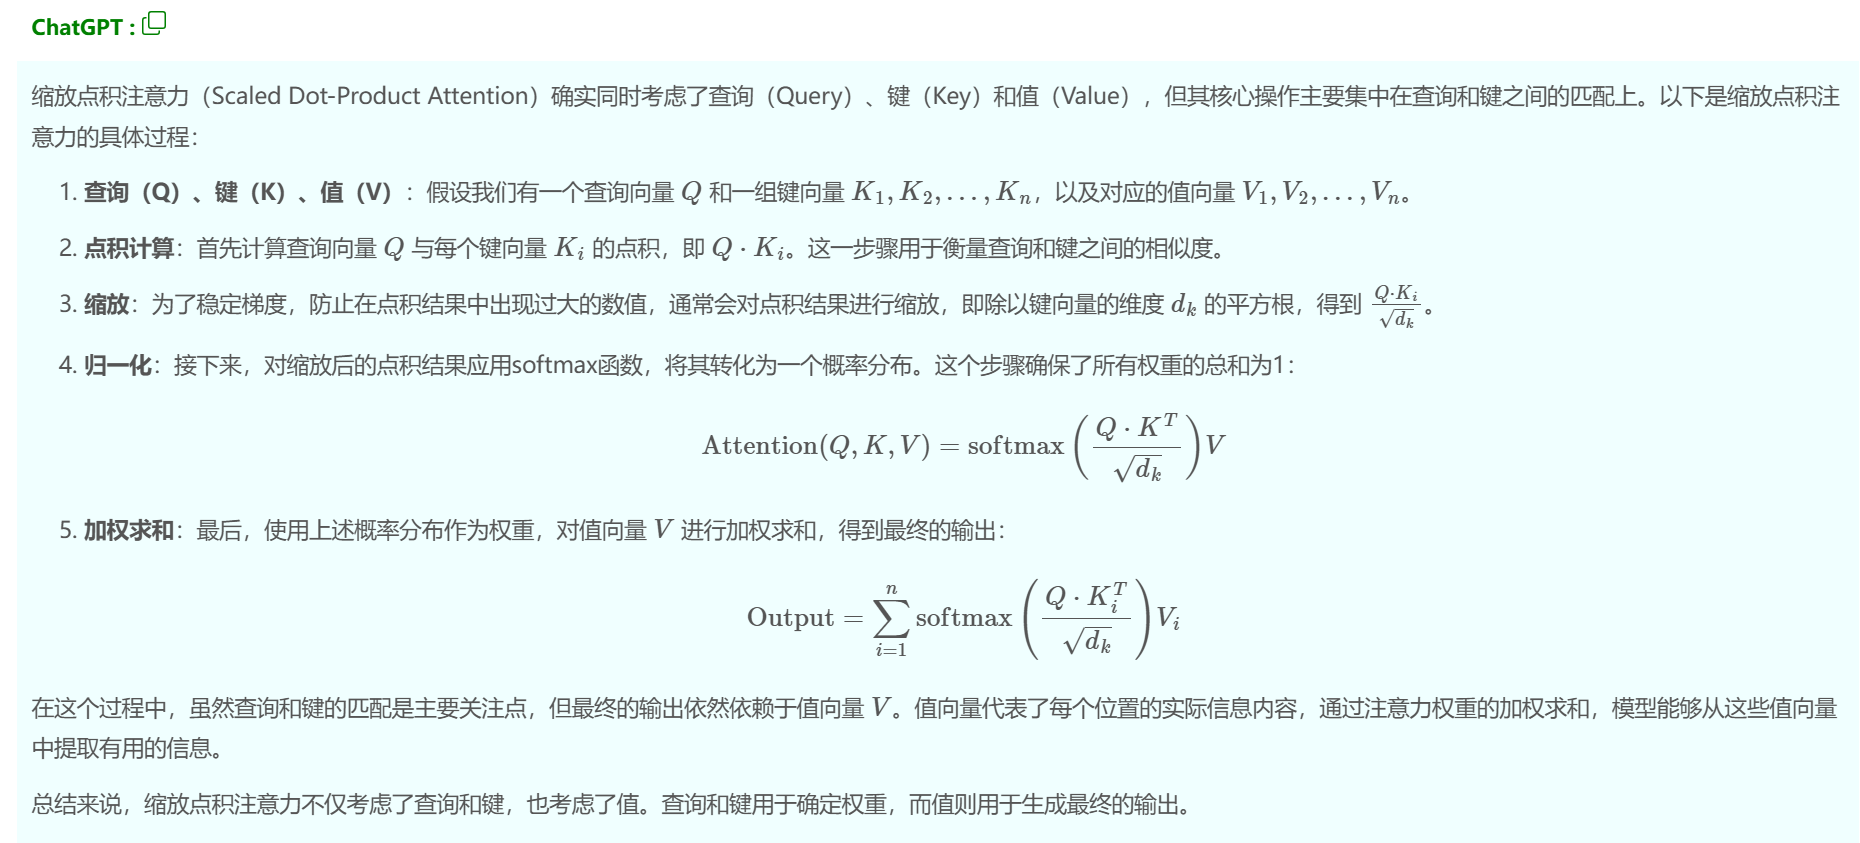 ChatGPT :
缩放点积注意力（Scaled Dot-Product Attention）确实同时考虑了查询（Query）、键（Key）和值（Value），但其核心操作主要集中在查询和键之间的匹配上。以下是缩放点积注
意力的具体过程：
1. 查询（Q）、键（K）、值（V）：假设我们有一个查询向量 Q 和一组键向量 K₁, K₂, …, Kₙ，以及对应的值向量 V₁, V₂, …, Vₙ。
2. 点积计算：首先计算查询向量 Q 与每个键向量 Kᵢ 的点积，即 Q · Kᵢ。这一步骤用于衡量查询和键之间的相似度。
3. 缩放：为了稳定梯度，防止在点积结果中出现过大的数值，通常会对点积结果进行缩放，即除以键向量的维度 dₖ 的平方根，得到 \frac{Q·K_i}{\sqrt{d_k}}。
4. 归一化：接下来，对缩放后的点积结果应用softmax函数，将其转化为一个概率分布。这个步骤确保了所有权重的总和为1：
Attention(Q, K, V) = softmax\left(\frac{Q · K^T}{\sqrt{d_k}}\right)V
5. 加权求和：最后，使用上述概率分布作为权重，对值向量 V 进行加权求和，得到最终的输出：
Output = \sum_{i=1}^{n} softmax\left(\frac{Q · K_i^T}{\sqrt{d_k}}\right)V_i
在这个过程中，虽然查询和键的匹配是主要关注点，但最终的输出依然依赖于值向量 V。值向量代表了每个位置的实际信息内容，通过注意力权重的加权求和，模型能够从这些值向量
中提取有用的信息。
总结来说，缩放点积注意力不仅考虑了查询和键，也考虑了值。查询和键用于确定权重，而值则用于生成最终的输出。